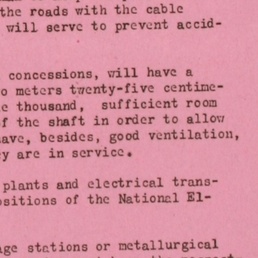 the roads with the cable
will serve to prevent accid-
concessions, will have a
o meters twenty-five centime-
e thousand, sufficient room
f the shaft in order to allow
ave, besides, good ventilation,
y are in service.
plants and electrical trans-
ositions of the National El-
age stations or metallurgical